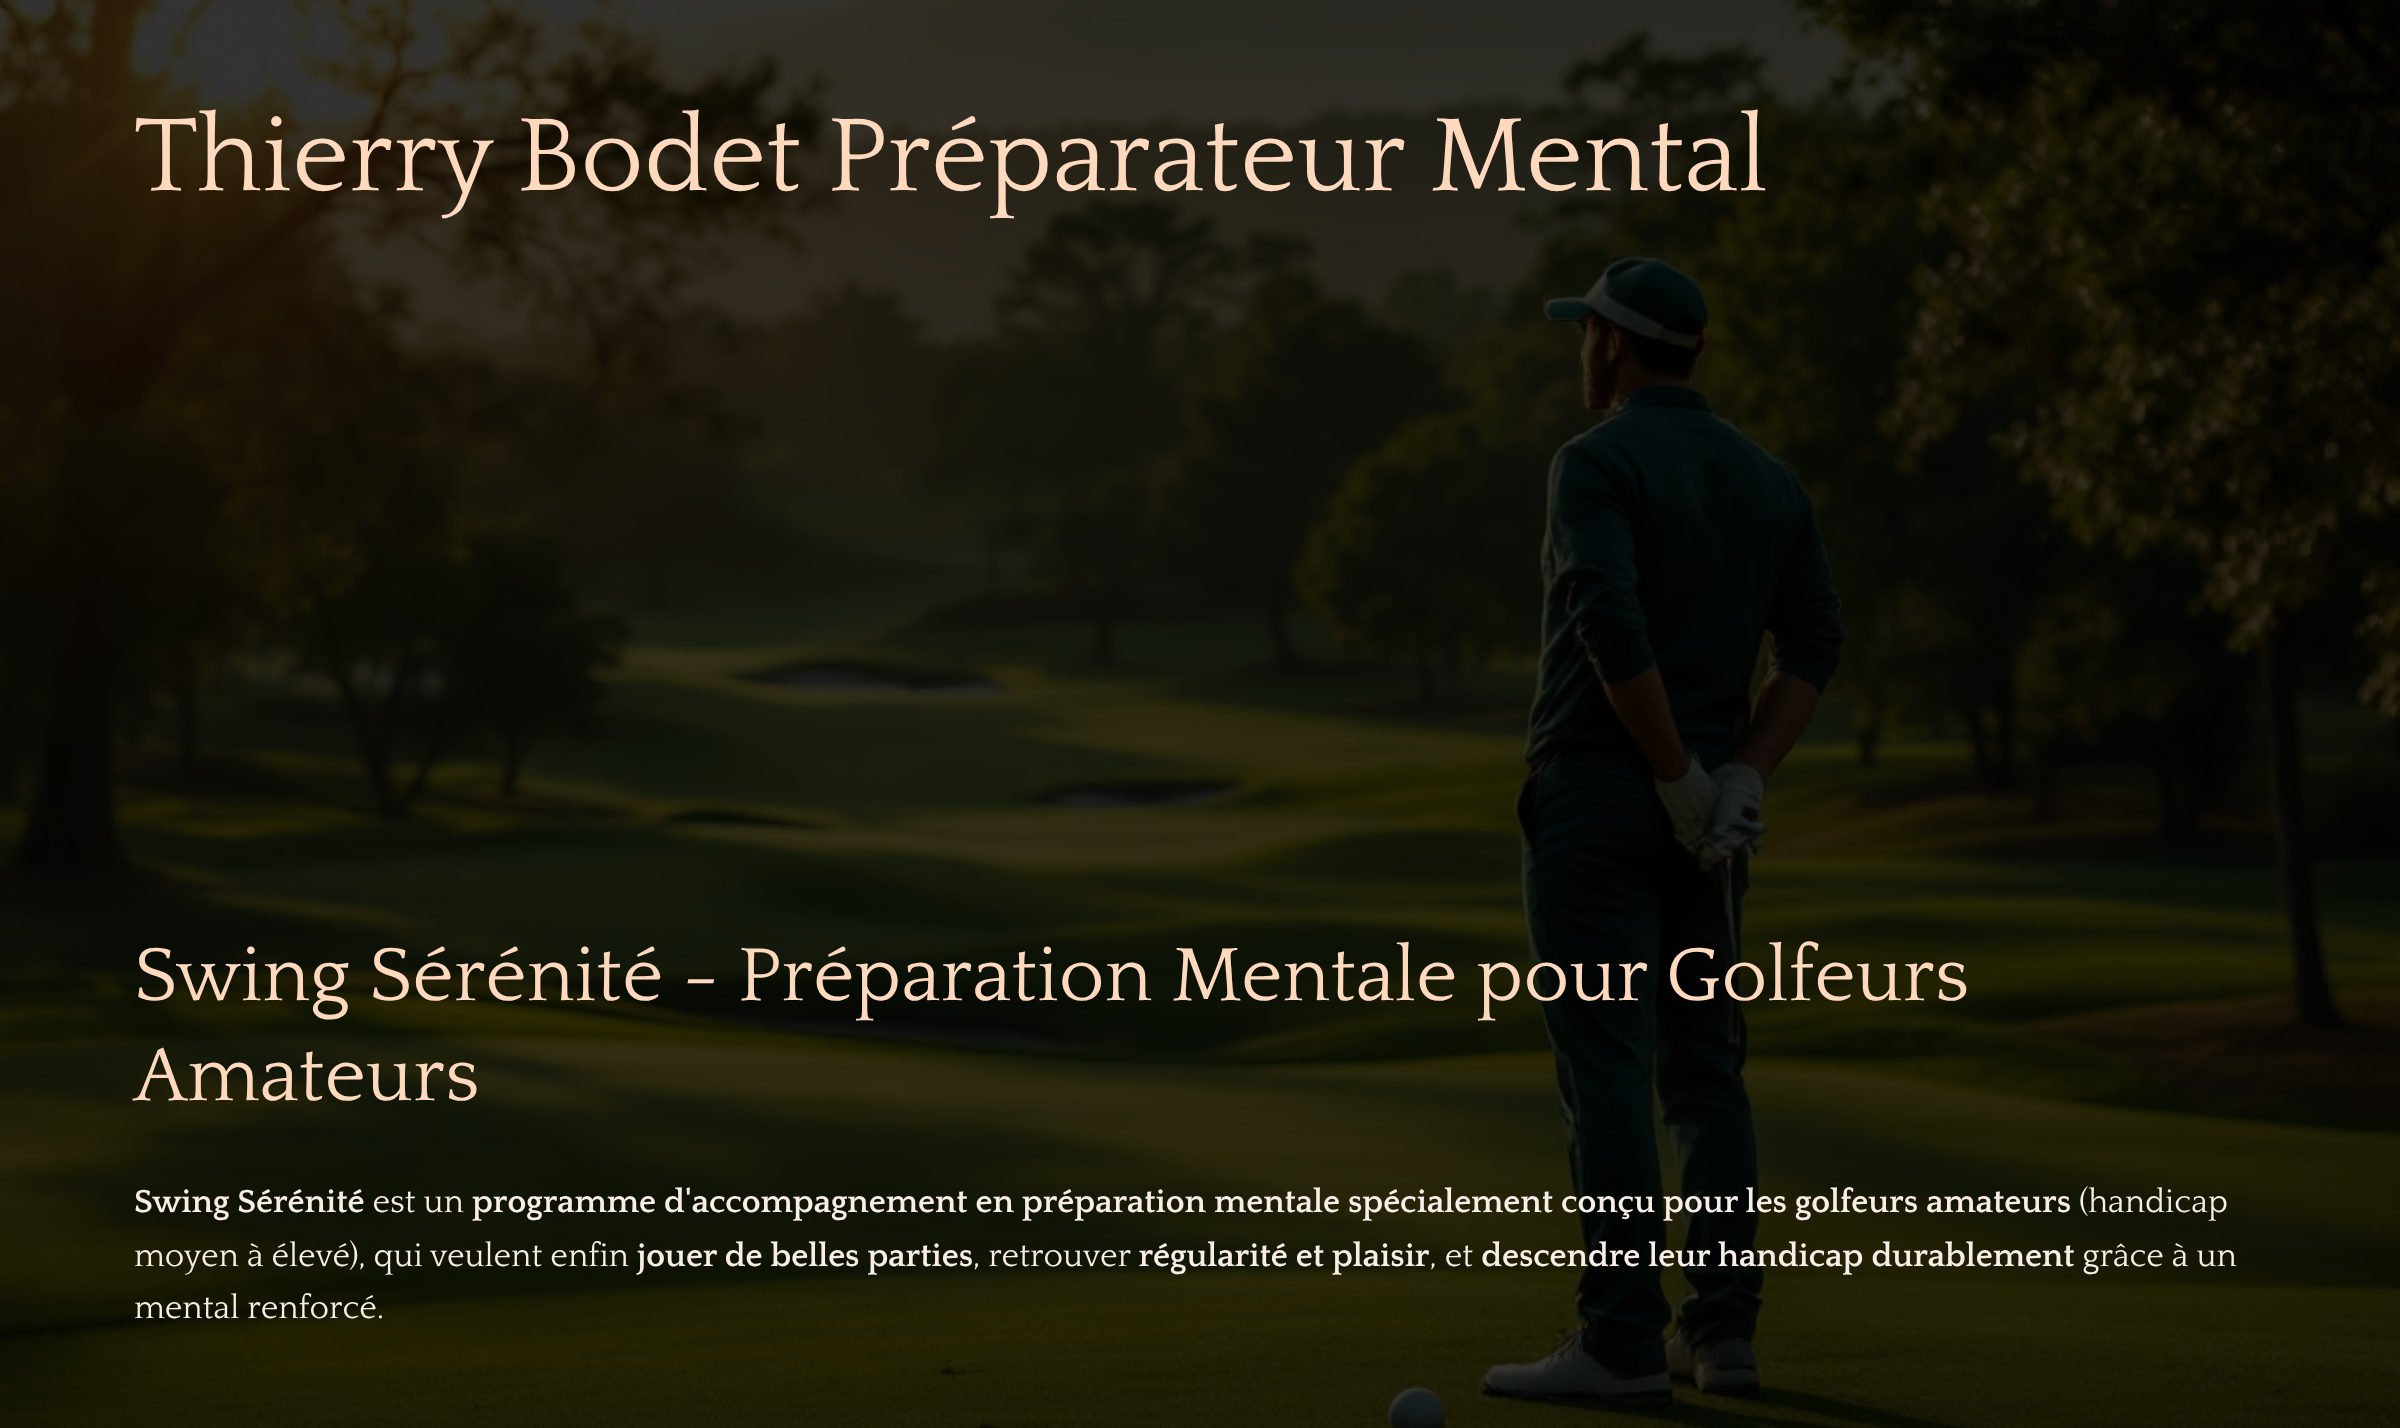 Thierry Bodet Préparateur Mental
Swing Sérénité – Préparation Mentale pour Golfeurs
Amateurs
Swing Sérénité est un programme d'accompagnement en préparation mentale spécialement conçu pour les golfeurs amateurs (handicap
moyen à élevé), qui veulent enfin jouer de belles parties, retrouver régularité et plaisir, et descendre leur handicap durablement grâce à un
mental renforcé.